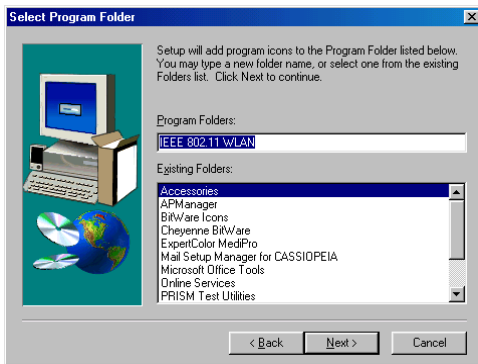 Select Program Folder
Setup will add program icons to the Program Folder listed below.
You may type a new folder name, or select one from the existing
Folders list. Click Next to continue.
Program Folders:
IEEE 802.11 WLAN
Existing Folders:
Accessories
APManager
BitWare Icons
Cheyenne BitWare
ExpertColor MediPro
Mail Setup Manager for CASSIOPEIA
Microsoft Office Tools
Online Services
PRISM Test Utilities
< Back
Next >
Cancel